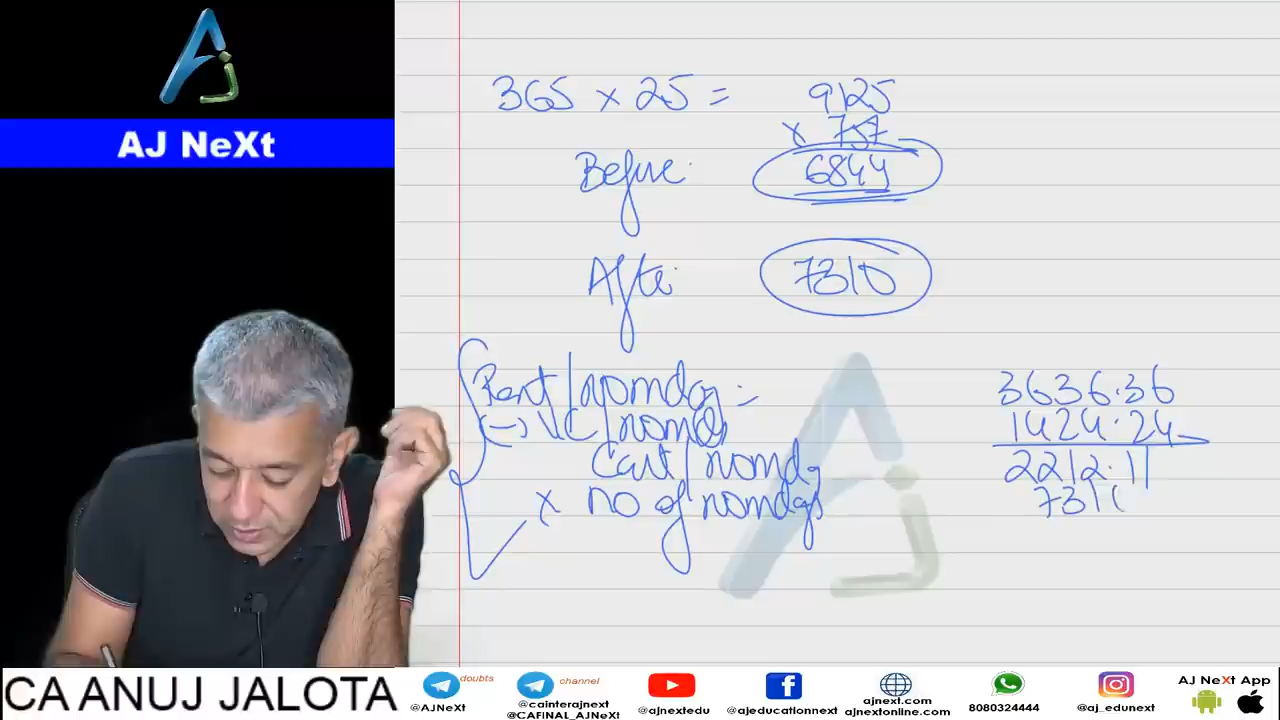 AJ NeXt
365 × 25 = 9125
× 75%
Before 6844
After 7310
Rent/roomday =
(-) VC/roomday
Cont/roomday
× no of roomdays
3636.36
1424.24
2212.11
CA ANUJ JALOTA
doubts
@AJNeXt
channel
@cainterajnext
@CAFINAL_AJNeXt
@ajnextedu
@ajeducationnext
ajnext.com
ajnextonline.com
8080324444
@aj_edunext
AJ NeXt App